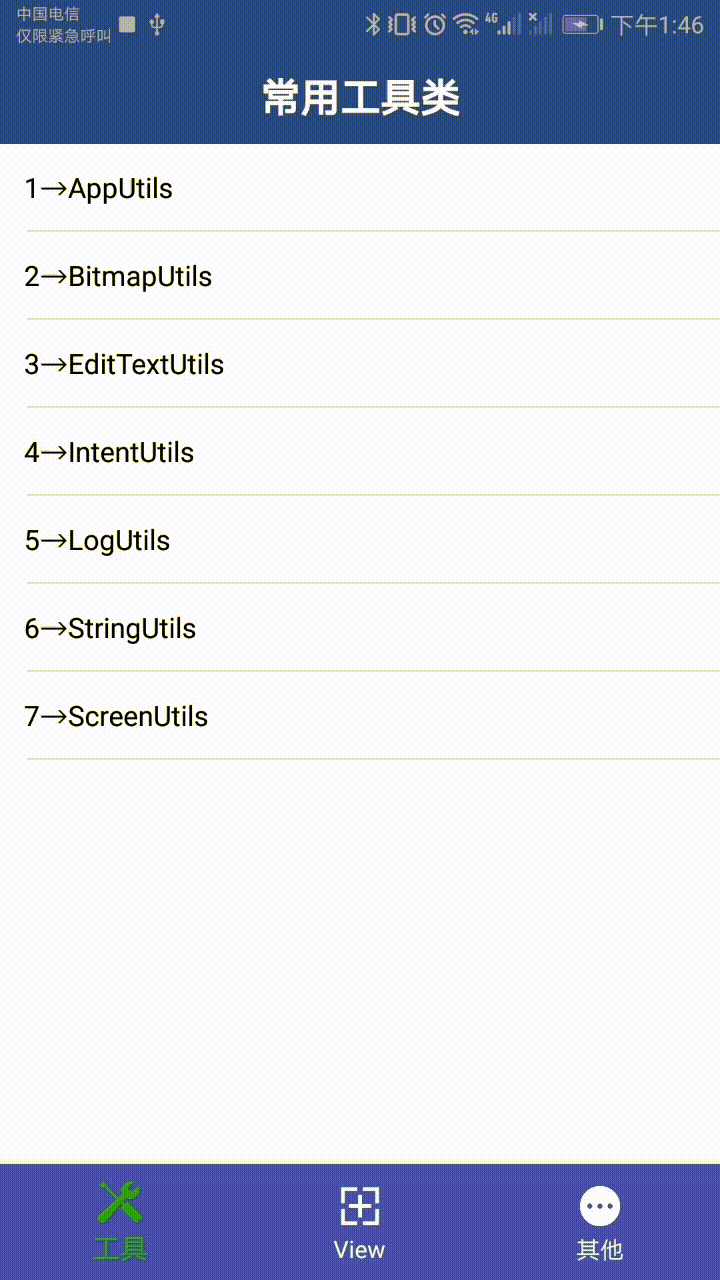 中国电信
仅限紧急呼叫
4G
下午1:46
常用工具类
1→AppUtils
2→BitmapUtils
3→EditTextUtils
4→IntentUtils
5→LogUtils
6→StringUtils
7→ScreenUtils
工具
View
其他